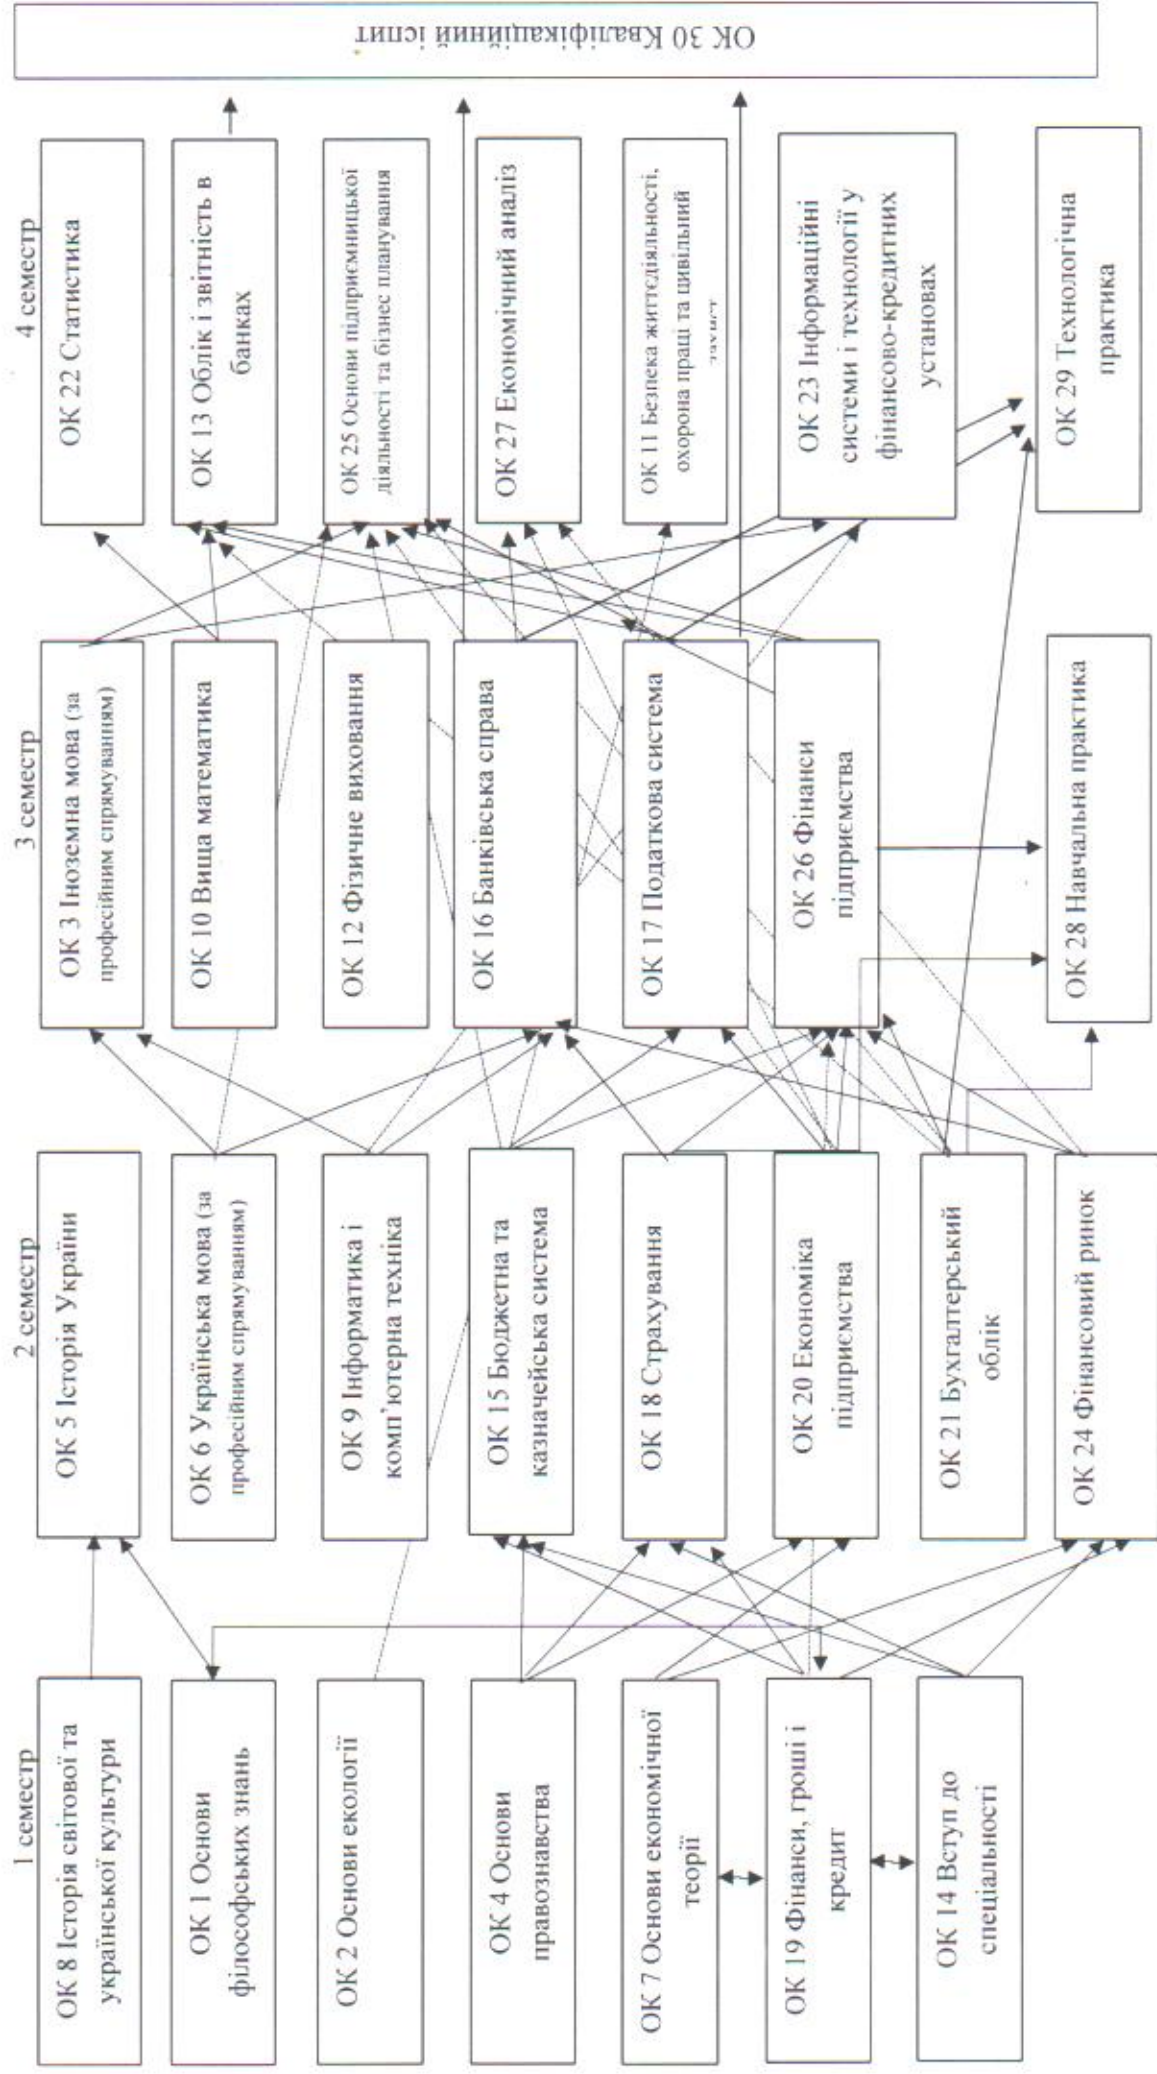 1 семестр
ОК 8 Історія світової та
української культури
ОК 1 Основи
філософських знань
ОК 2 Основи екології
ОК 4 Основи
правознавства
ОК 7 Основи економічної
теорії
ОК 19 Фінанси, гроші і
кредит
ОК 14 Вступ до
спеціальності
2 семестр
ОК 5 Історія України
ОК 6 Українська мова (за
професійним спрямуванням)
ОК 9 Інформатика і
комп'ютерна техніка
ОК 15 Бюджетна та
казначейська система
ОК 18 Страхування
ОК 20 Економіка
підприємства
ОК 21 Бухгалтерський
облік
ОК 24 Фінансовий ринок
3 семестр
ОК 3 Іноземна мова (за
професійним спрямуванням)
ОК 10 Вища математика
ОК 12 Фізичне виховання
ОК 16 Банківська справа
ОК 17 Податкова система
ОК 26 Фінанси
підприємства
ОК 28 Навчальна практика
4 семестр
ОК 22 Статистика
ОК 13 Облік і звітність в
банках
ОК 25 Основи підприємницької
діяльності та бізнес планування
ОК 27 Економічний аналіз
ОК 11 Безпека життєдіяльності,
охорона праці та цивільний
ОК 23 Інформаційні
системи і технології у
фінансово-кредитних
установах
ОК 29 Технологічна
практика
ОК 30 Кваліфікаційний іспит